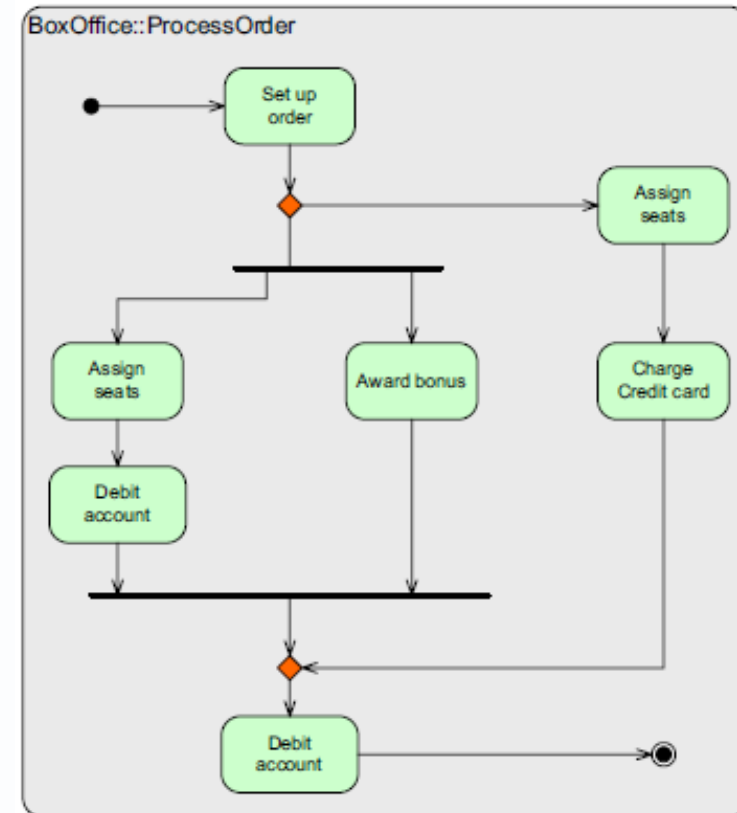 BoxOffice::ProcessOrder
Set up
order
Assign
seats
Assign
seats
Award bonus
Charge
Credit card
Debit
account
Debit
account